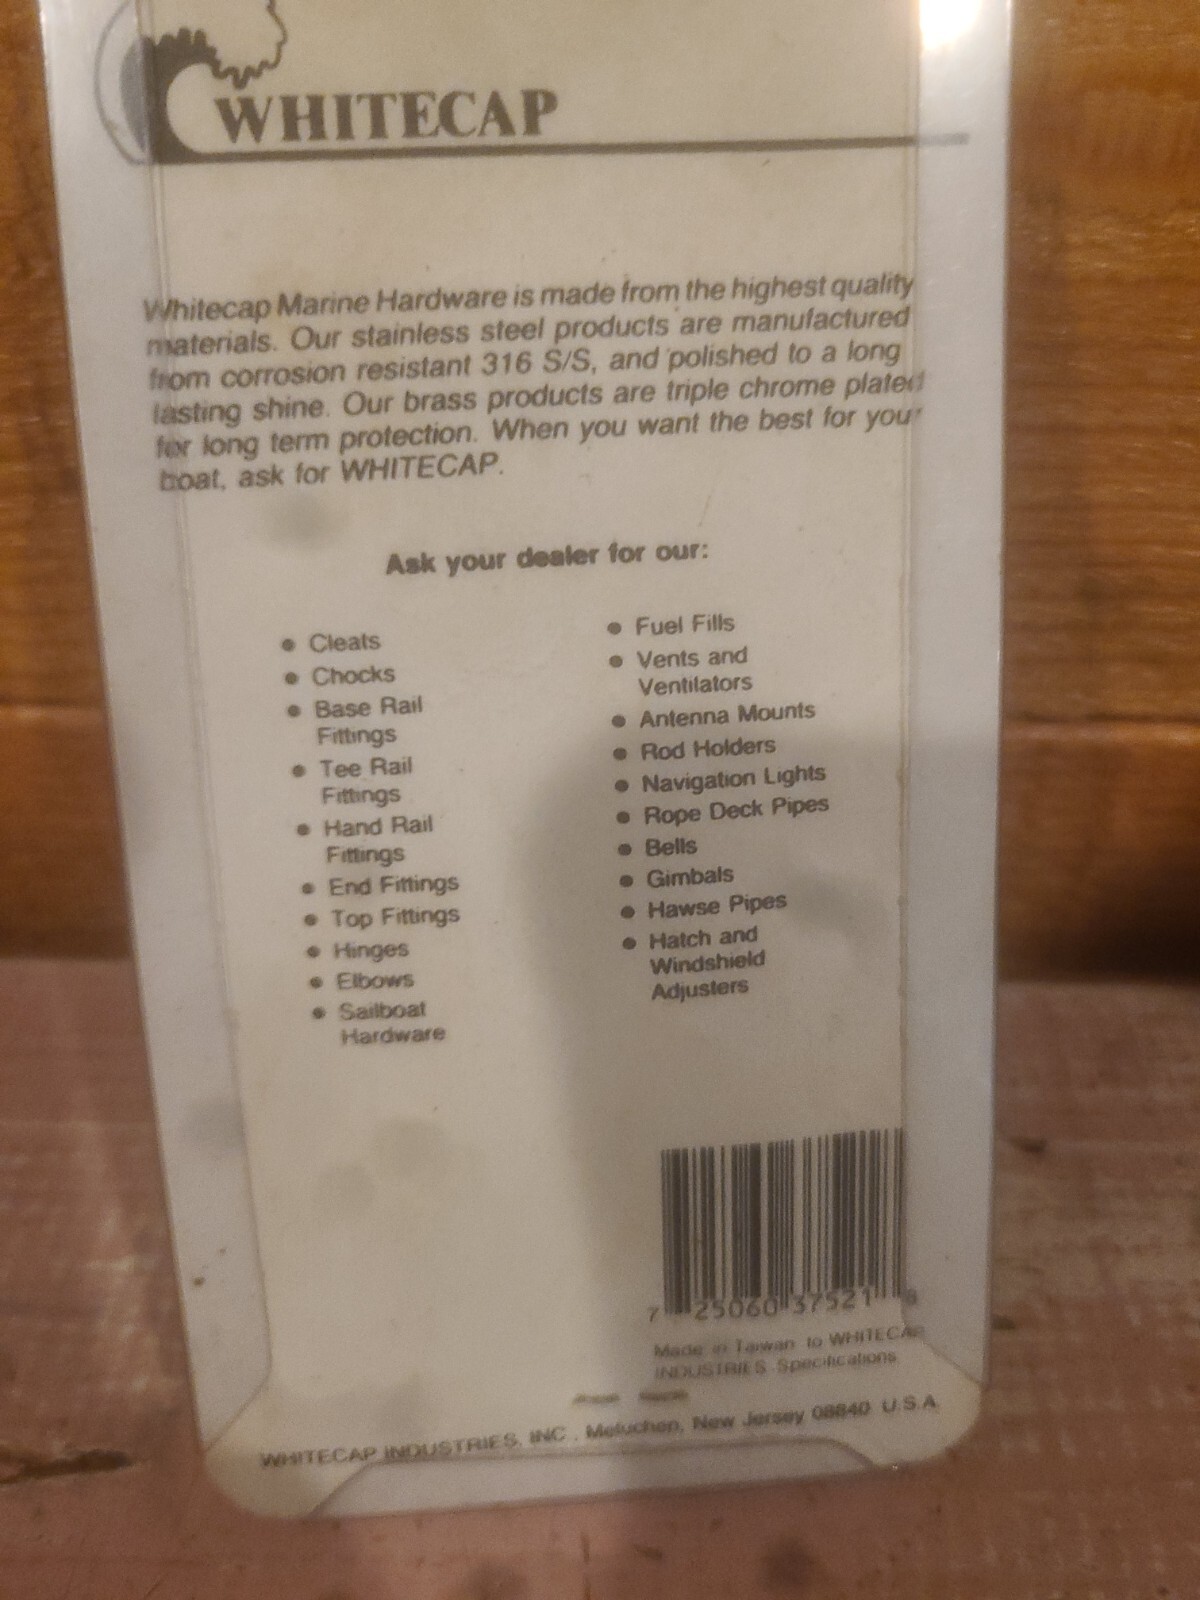 WHITECAP
Whitecap Marine Hardware is made from the highest quality
materials. Our stainless steel products are manufactured
from corrosion resistant 316 S/S, and polished to a long
lasting shine. Our brass products are triple chrome plated
for long term protection. When you want the best for your
boat, ask for WHITECAP.
Ask your dealer for our:
• Cleats
• Chocks
• Base Rail
Fittings
• Tee Rail
Fittings
• Hand Rail
Fittings
• End Fittings
• Top Fittings
• Hinges
• Elbows
• Sailboat
Hardware
• Fuel Fills
• Vents and
Ventilators
• Antenna Mounts
• Rod Holders
• Navigation Lights
• Rope Deck Pipes
• Bells
• Gimbals
• Hawse Pipes
• Hatch and
Windshield
Adjusters
7 25060 37521 8
Made in Taiwan to WHITECAP
INDUSTRIES Specifications
WHITECAP INDUSTRIES, INC., Metuchen, New Jersey 08840 U.S.A.